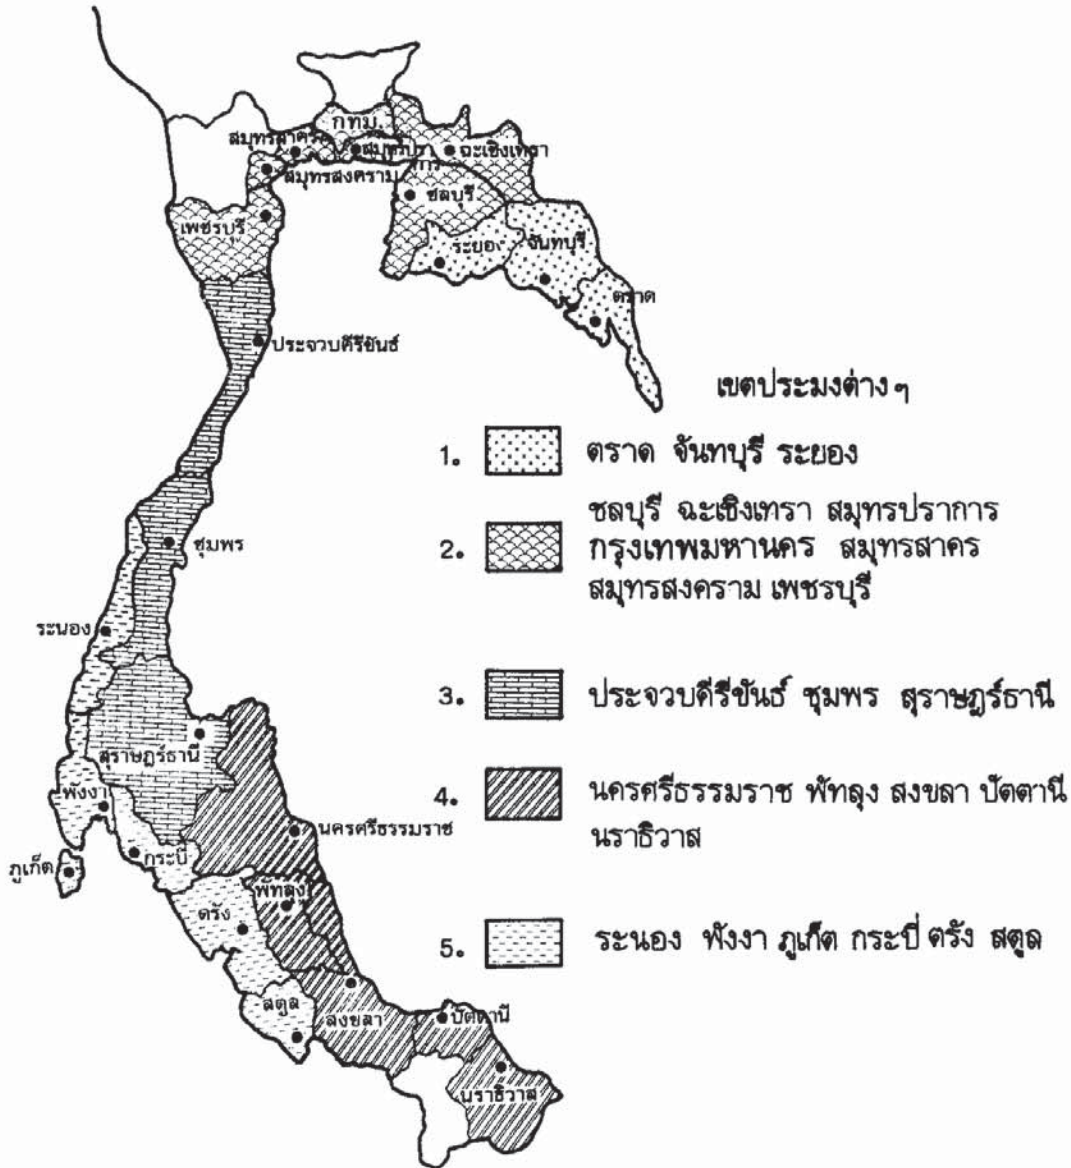 กทม.
สมุทรสาคร
สมุทรปรา
การ
ฉะเชิงเทรา
สมุทรสงคราม
ชลบุรี
เพชรบุรี
ระยอง
จันทบุรี
ตราด
ประจวบคีรีขันธ์
เขตประมงต่างๆ
1. ตราด จันทบุรี ระยอง
ชลบุรี ฉะเชิงเทรา สมุทรปราการ
2. กรุงเทพมหานคร สมุทรสาคร
สมุทรสงคราม เพชรบุรี
ชุมพร
ระนอง
3. ประจวบคีรีขันธ์ ชุมพร สุราษฎร์ธานี
สุราษฎร์ธานี
พังงา
4. นครศรีธรรมราช พัทลุง สงขลา ปัตตานี
นราธิวาส
นครศรีธรรมราช
กระบี่
ภูเก็ต
พัทลุง
ตรัง
5. ระนอง พังงา ภูเก็ต กระบี่ ตรัง สตูล
สตูล
สงขลา
ปัตตานี
นราธิวาส